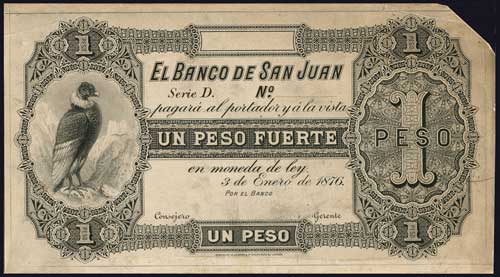 1 1
EL BANCO DE SAN JUAN
Serie D. Nº
pagará al portador y á la vista
UN PESO FUERTE
1 PESO
en moneda de ley.
3 de Enero de 1876.
POR EL BANCO
Consejero Gerente
1 UN PESO 1